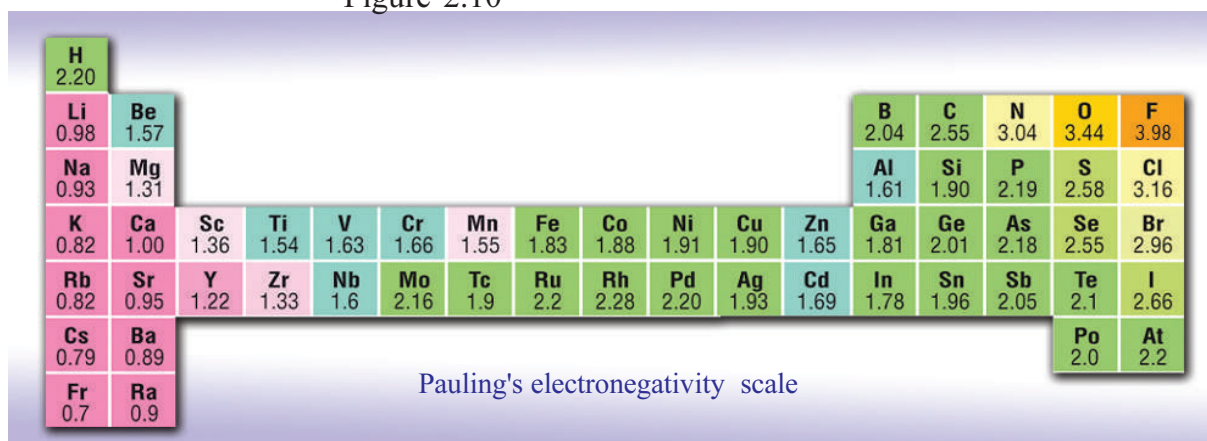 Figure 2.10
H
2.20
Li Be B C N O F
0.98 1.57 2.04 2.55 3.04 3.44 3.98
Na Mg Al Si P S Cl
0.93 1.31 1.61 1.90 2.19 2.58 3.16
K Ca Sc Ti V Cr Mn Fe Co Ni Cu Zn Ga Ge As Se Br
0.82 1.00 1.36 1.54 1.63 1.66 1.55 1.83 1.88 1.91 1.90 1.65 1.81 2.01 2.18 2.55 2.96
Rb Sr Y Zr Nb Mo Tc Ru Rh Pd Ag Cd In Sn Sb Te I
0.82 0.95 1.22 1.33 1.6 2.16 1.9 2.2 2.28 2.20 1.93 1.69 1.78 1.96 2.05 2.1 2.66
Cs Ba Po At
0.79 0.89 2.0 2.2
Fr Ra
0.7 0.9
Pauling's electronegativity scale